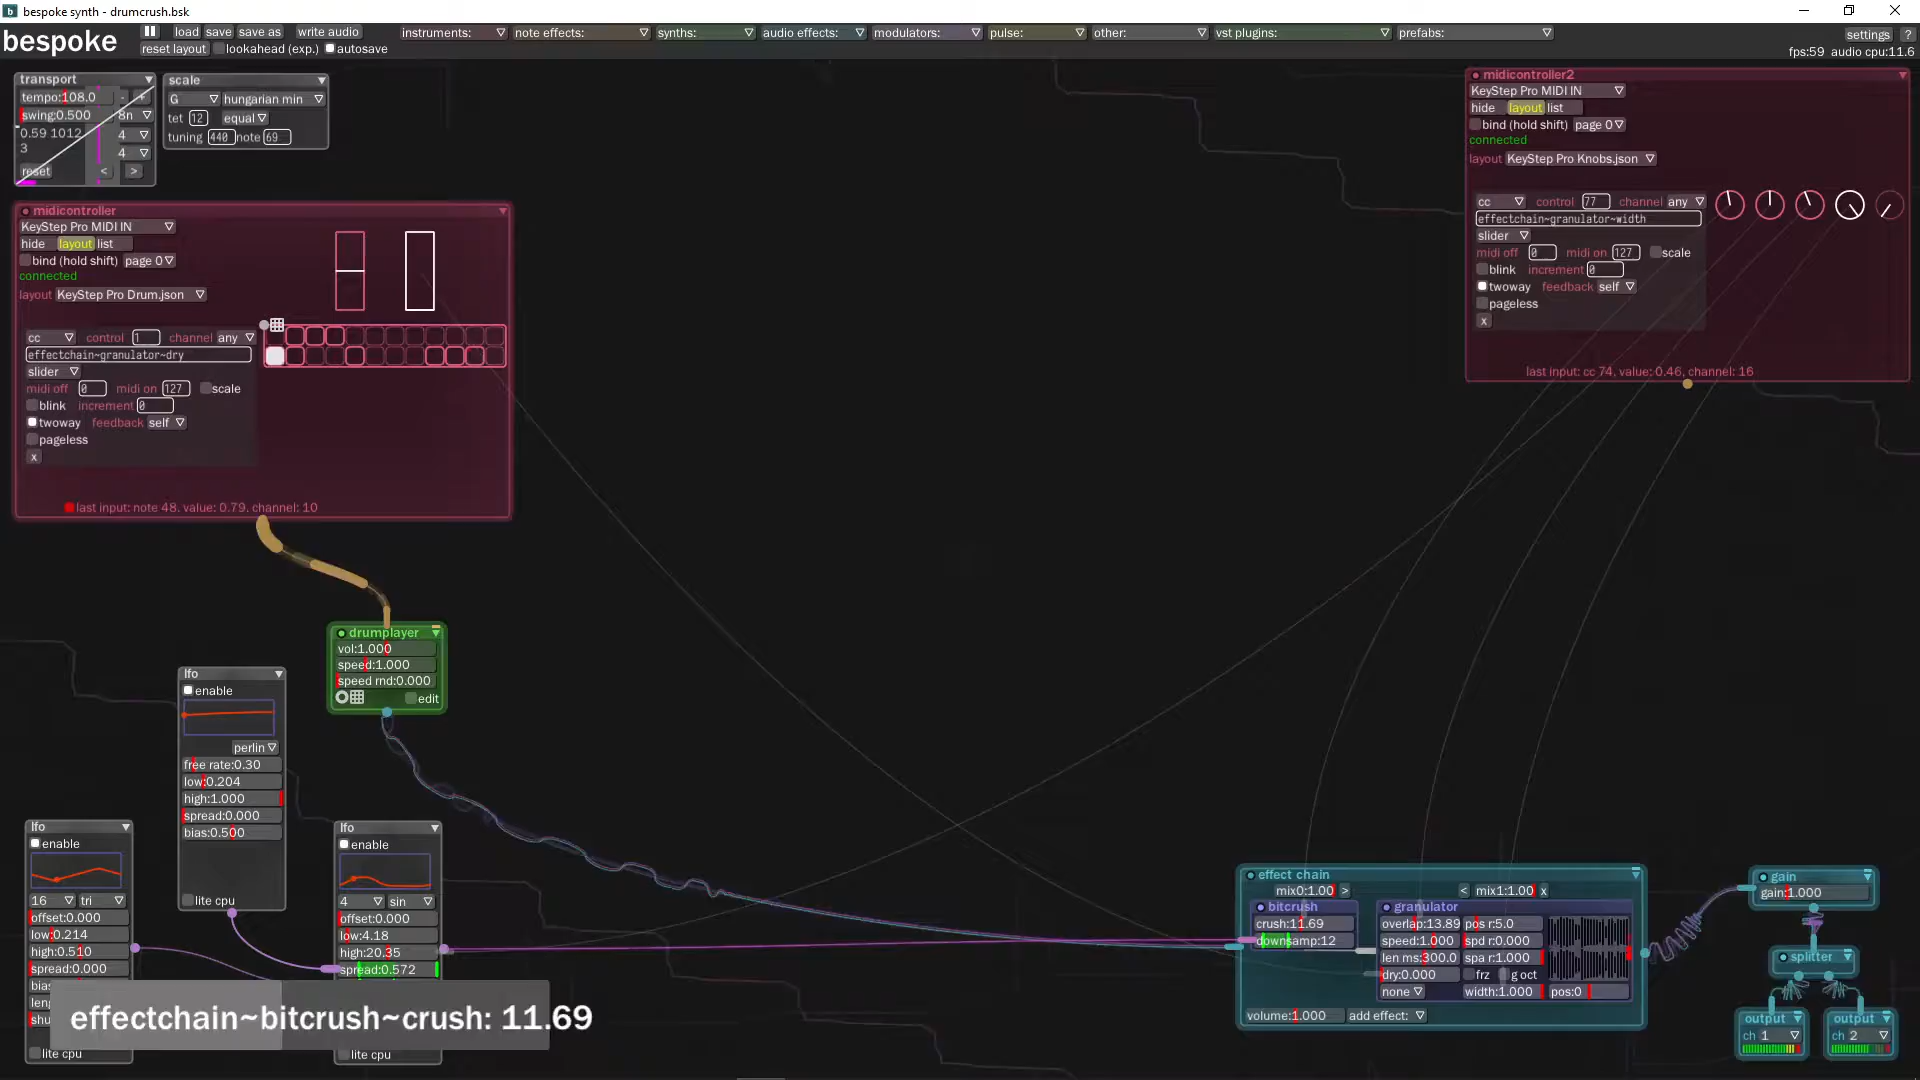 bespoke synth - drumcrush.bsk
bespoke
load save save as write audio
reset layout lookahead (exp.) autosave
instruments: note effects: synths: audio effects: modulators: pulse: other: vst plugins: prefabs:
settings ?
fps:59 audio cpu:11.6
transport
tempo:108.0 - +
swing:0.500 8n
0.59 1012 4
3 4
reset < >
scale
G hungarian min
tet 12 equal
tuning 440 note 69
midicontroller2
KeyStep Pro MIDI IN
hide layout list
bind (hold shift) page 0
connected
layout KeyStep Pro Knobs.json
cc control 77 channel any
effectchain~granulator~width
slider
midi off 0 midi on 127 scale
blink increment 0
twoway feedback self
pageless
x
last input: cc 74, value: 0.46, channel: 16
midicontroller
KeyStep Pro MIDI IN
hide layout list
bind (hold shift) page 0
connected
layout KeyStep Pro Drum.json
cc control 1 channel any
effectchain~granulator~dry
slider
midi off 0 midi on 127 scale
blink increment 0
twoway feedback self
pageless
x
last input: note 48, value: 0.79, channel: 10
drumplayer
vol:1.000
speed:1.000
speed rnd:0.000
edit
lfo
enable
perlin
free rate:0.30
low:0.204
high:1.000
spread:0.000
bias:0.500
lite cpu
lfo
enable
16 tri
offset:0.000
low:0.214
high:0.510
spread:0.000
bias
leng
shu
lite cpu
lfo
enable
4 sin
offset:0.000
low:4.18
high:20.35
spread:0.572
lite cpu
effectchain~bitcrush~crush: 11.69
effect chain
mix0:1.00 > < mix1:1.00 x
bitcrush
crush:11.69
downsamp:12
granulator
overlap:13.89 pos r:5.0
speed:1.000 spd r:0.000
len ms:300.0 spa r:1.000
dry:0.000 frz g oct
none width:1.000 pos:0
volume:1.000 add effect:
gain
gain:1.000
splitter
output
ch 1
output
ch 2